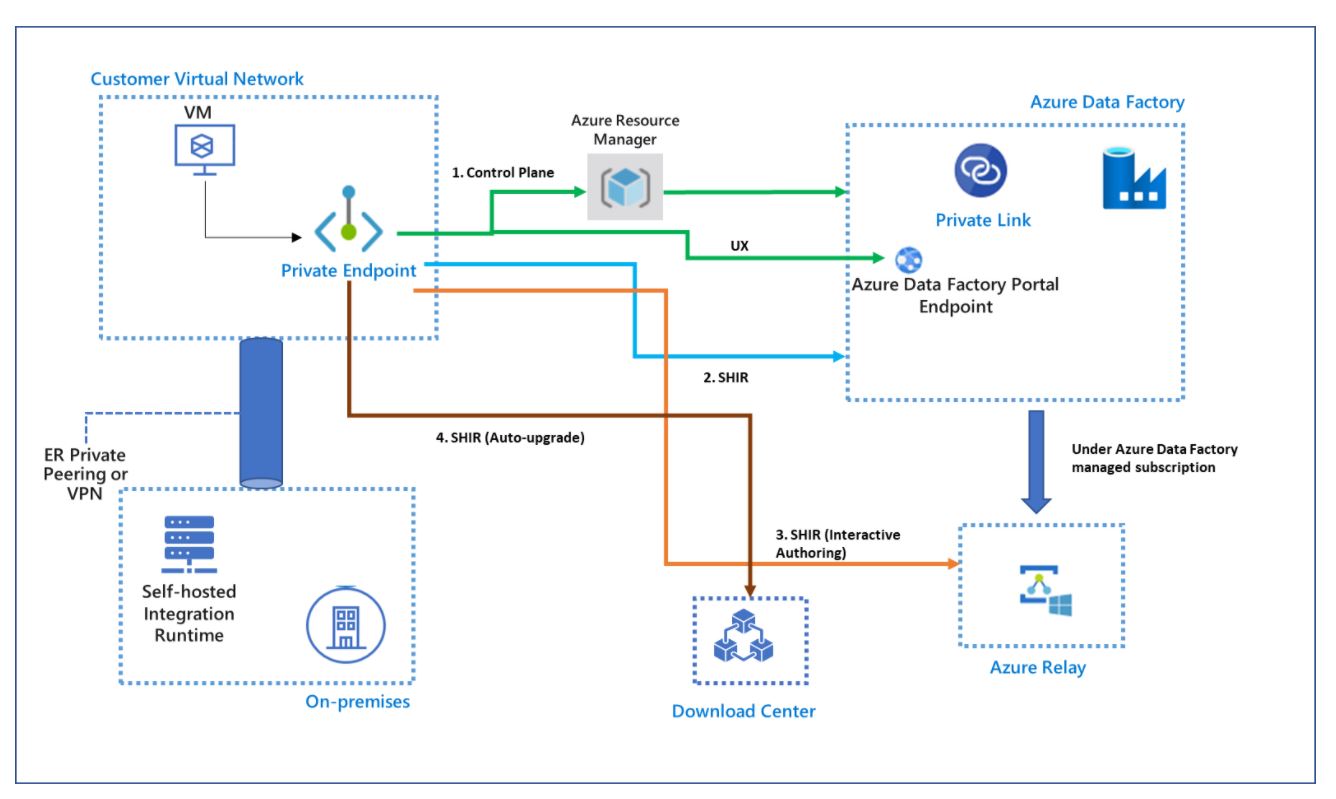 Customer Virtual Network
VM
Private Endpoint
1. Control Plane
Azure Resource
Manager
UX
Azure Data Factory
Private Link
Azure Data Factory Portal
Endpoint
2. SHIR
4. SHIR (Auto-upgrade)
ER Private
Peering or
VPN
Under Azure Data Factory
managed subscription
3. SHIR (Interactive
Authoring)
Self-hosted
Integration
Runtime
On-premises
Download Center
Azure Relay